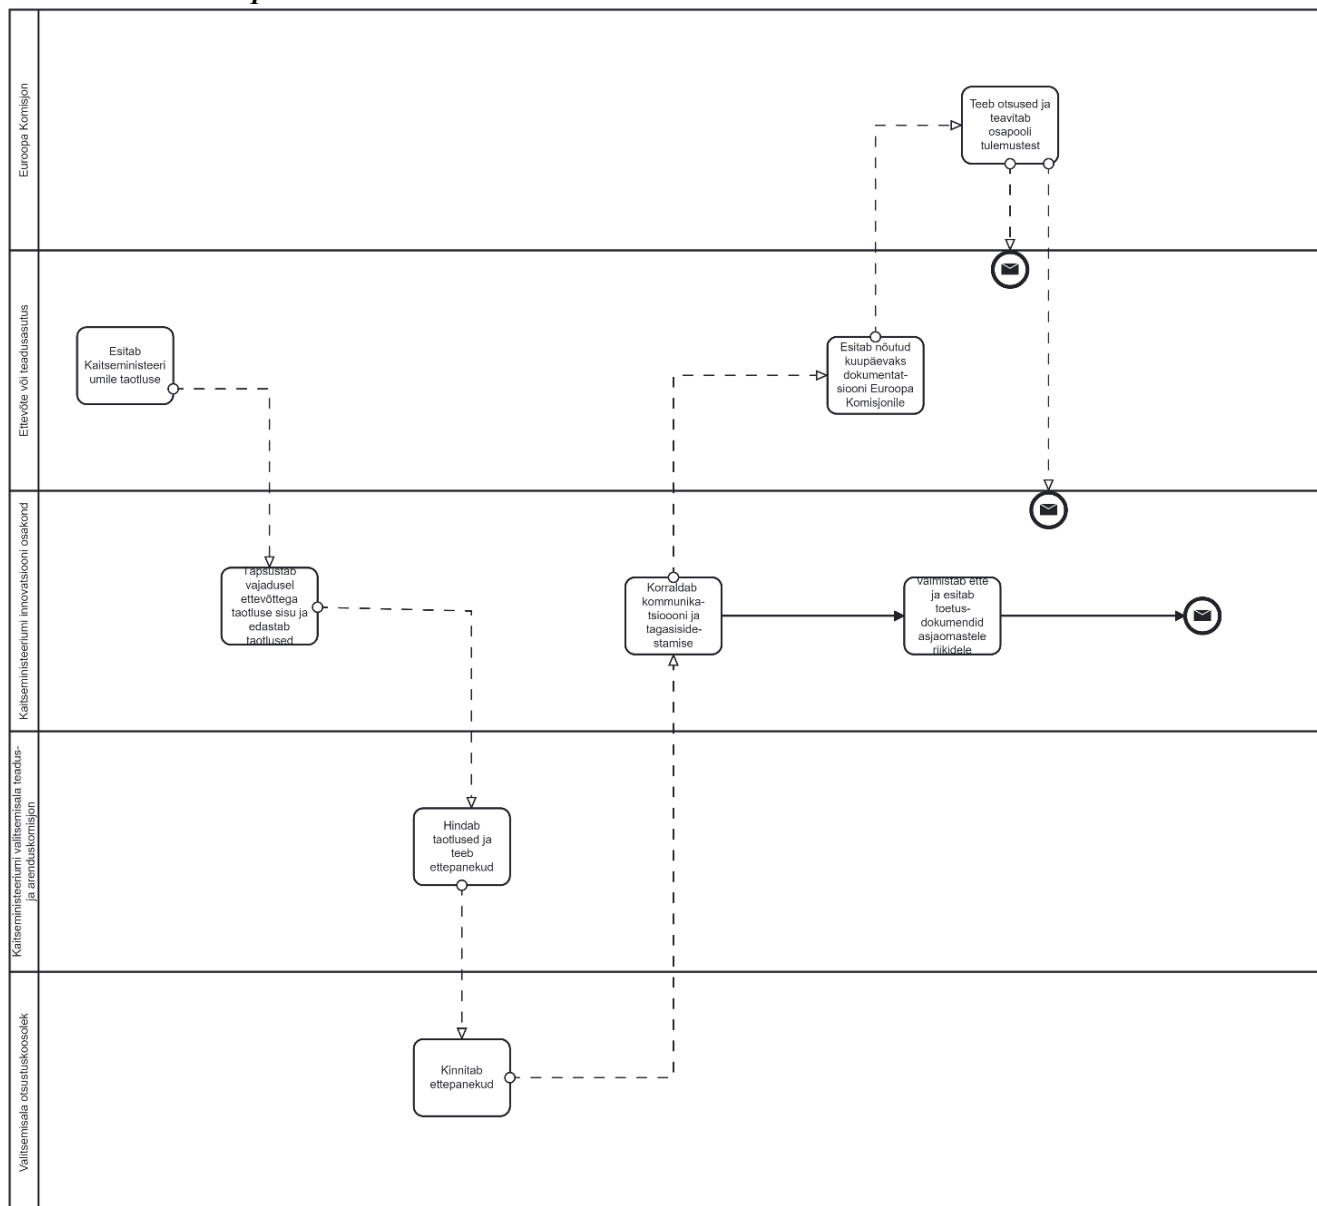 Euroopa Komisjon
Teeb otsused ja
teavitab
osapooli
tulemustest
Ettevõte või teadusasutus
Esitab
Kaitseministeeri
umile taotluse
Esitab nõutud
kuupäevaks
dokumentat-
siooni Euroopa
Komisjonile
Kaitseministeeriumi innovatsiooni osakond
Täpsustab
vajadusel
ettevõttega
taotluse sisu ja
edastab
taotlused
Korraldab
kommunika-
tsiooni ja
tagasiside-
stamise
Valmistab ette
ja esitab
toetus-
dokumendid
asjaomastele
riikidele
Kaitseministeeriumi valitsemisala teadus-
ja arenduskomisjon
Hindab
taotlused ja
teeb
ettepanekud
Valitsemisala otsustuskoosolek
Kinnitab
ettepanekud